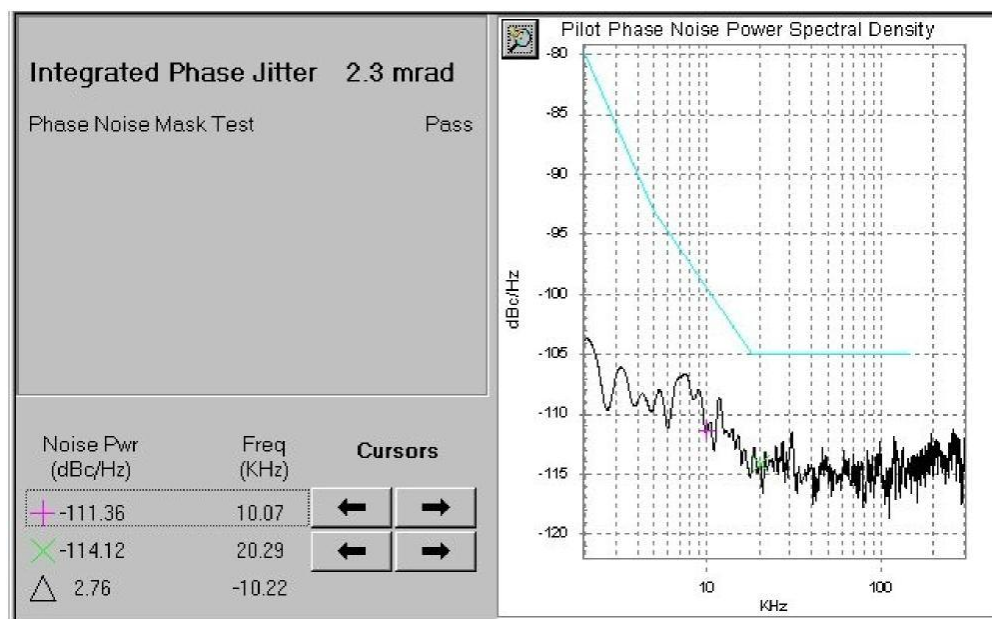 Integrated Phase Jitter 2.3 mrad
Phase Noise Mask Test Pass
Noise Pwr Freq Cursors
(dBc/Hz) (KHz)
-111.36 10.07
-114.12 20.29
2.76 -10.22
Pilot Phase Noise Power Spectral Density
-80
-85
-90
-95
-100
-105
-110
-115
-120
dBc/Hz
10 100
KHz